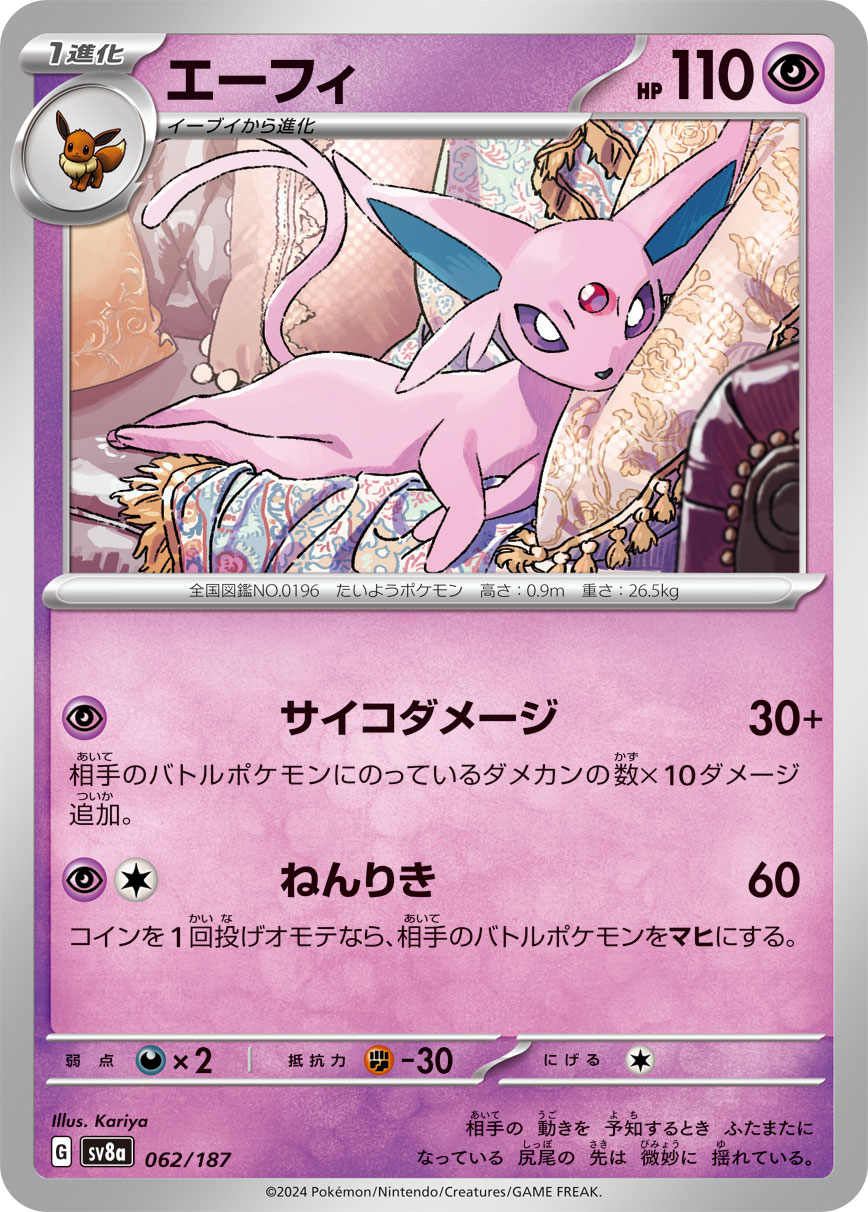 1進化
エーフィ
HP 110
イーブイから進化
全国図鑑NO.0196 たいようポケモン 高さ:0.9m 重さ:26.5kg
サイコダメージ 30+
相手のバトルポケモンにのっているダメカンの数×10ダメージ
追加。
ねんりき 60
コインを1回投げオモテなら、相手のバトルポケモンをマヒにする。
弱点 ×2 抵抗力 -30 にげる
Illus. Kariya
相手の 動きを 予知するとき ふたまたに
なっている 尻尾の 先は 微妙に 揺れている。
G sv8a 062/187
©2024 Pokémon/Nintendo/Creatures/GAME FREAK.